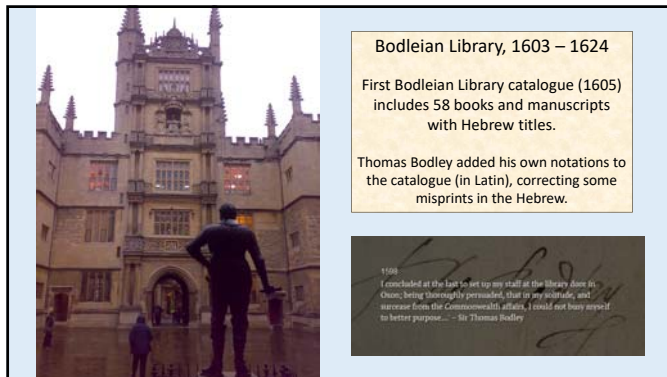 Bodleian Library, 1603 – 1624
First Bodleian Library catalogue (1605)
includes 58 books and manuscripts
with Hebrew titles.
Thomas Bodley added his own notations to
the catalogue (in Latin), correcting some
misprints in the Hebrew.
1598
I concluded at the last to set up my staff at the library dore in
Oxon; being thoroughly persuaded, that in my solitude, and
surcease from the Commonwealth affairs, I could not busy myself
to better purpose...' – Sir Thomas Bodley